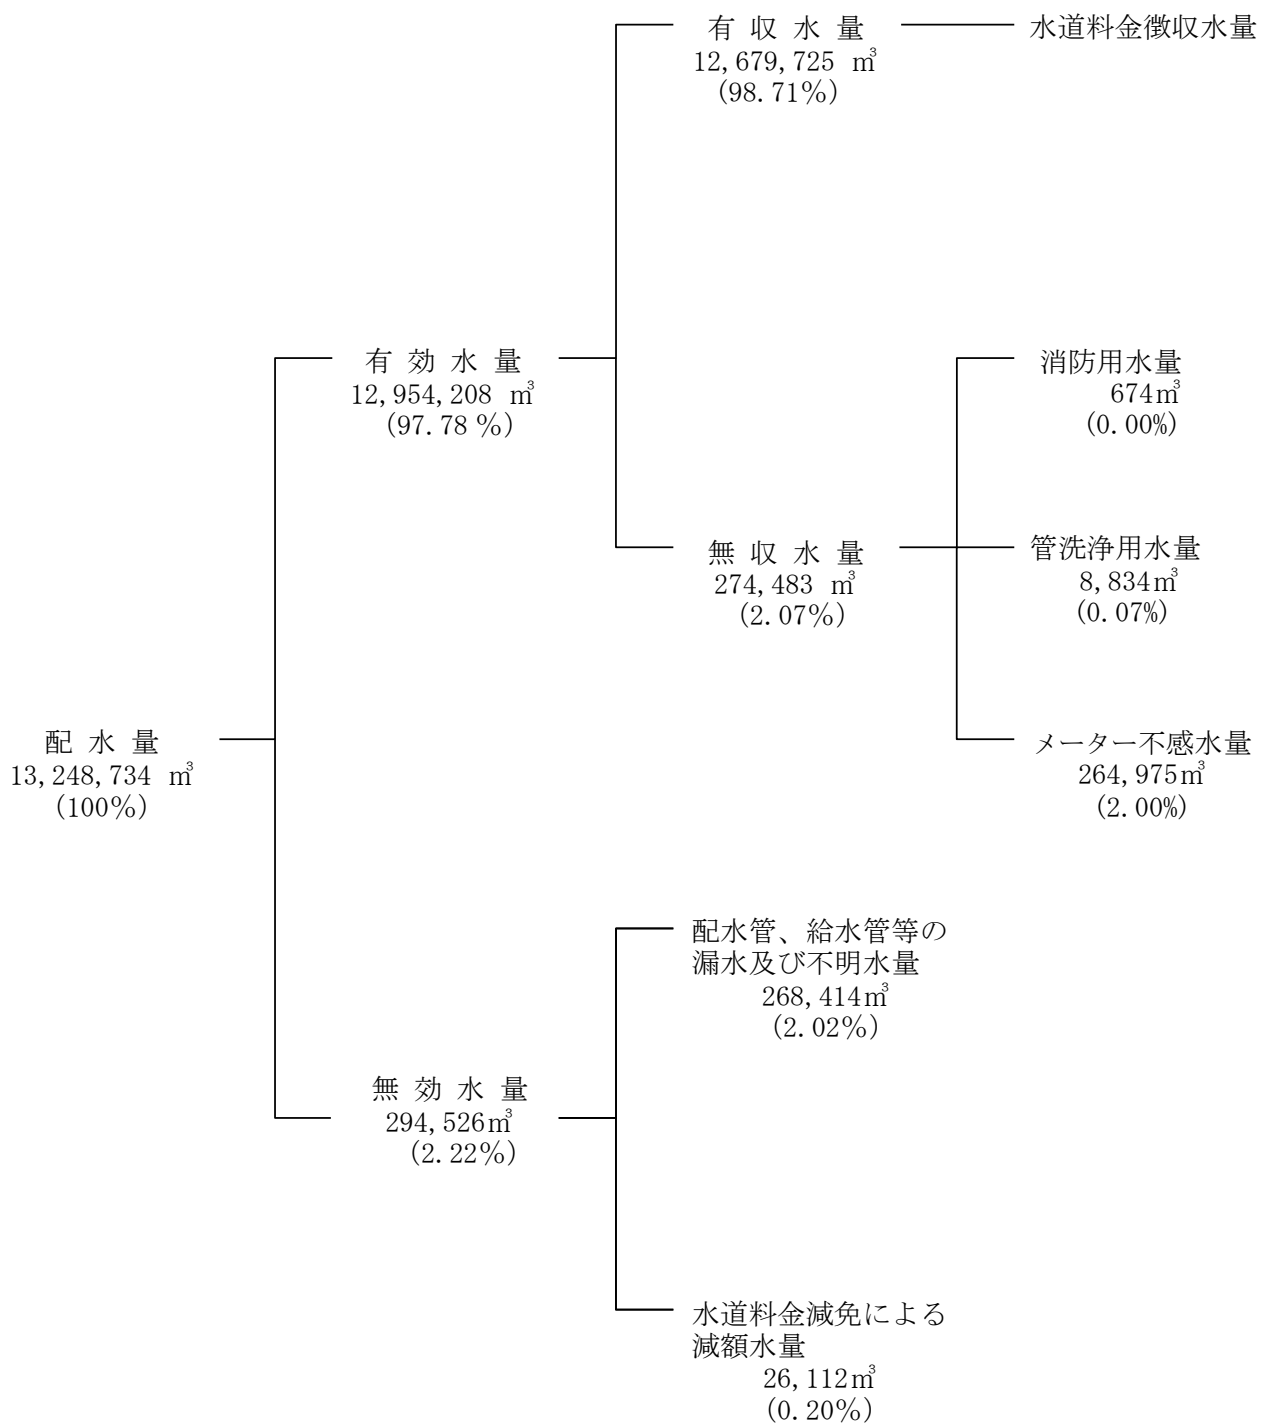 有 収 水 量
12,679,725 ㎥
(98.71%)
水道料金徴収水量
有 効 水 量
12,954,208 ㎥
(97.78 %)
消防用水量
674㎥
(0.00%)
無 収 水 量
274,483 ㎥
(2.07%)
管洗浄用水量
8,834㎥
(0.07%)
配 水 量
13,248,734 ㎥
(100%)
メーター不感水量
264,975㎥
(2.00%)
配水管、給水管等の
漏水及び不明水量
268,414㎥
(2.02%)
無 効 水 量
294,526㎥
(2.22%)
水道料金減免による
減額水量
26,112㎥
(0.20%)